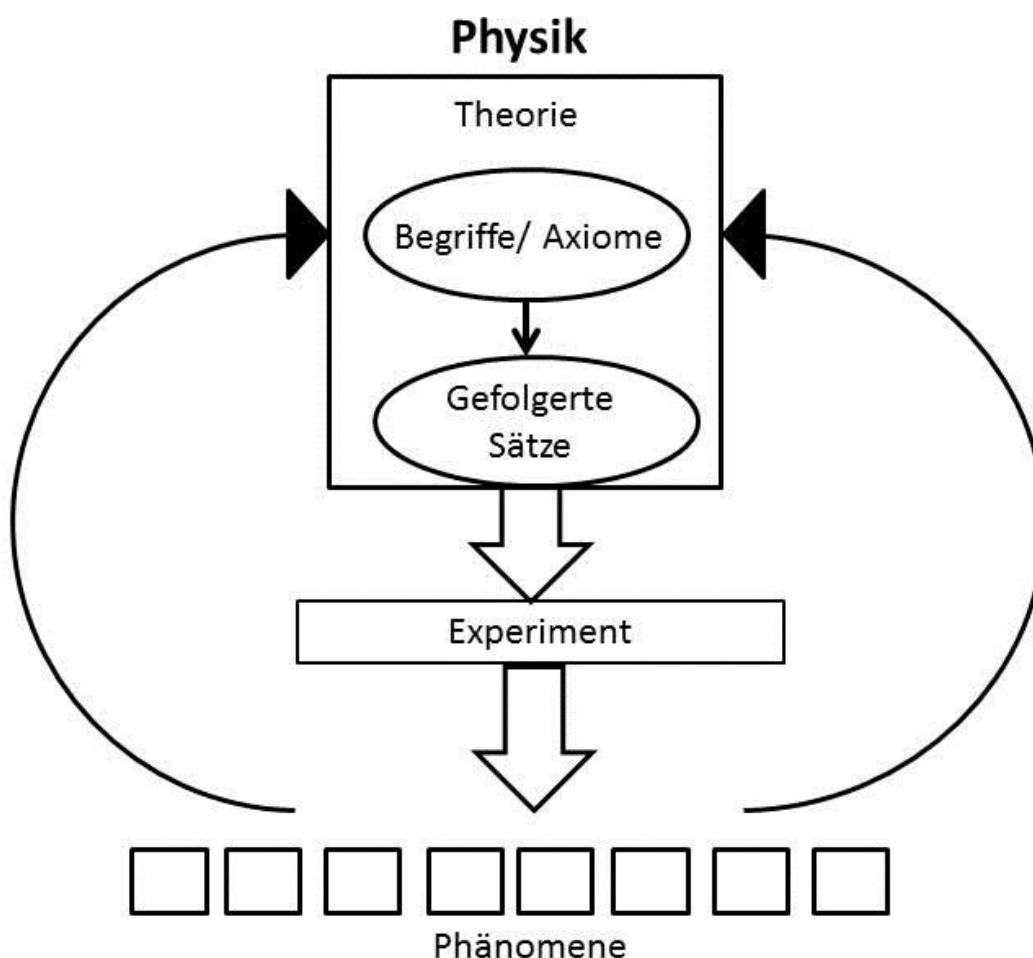 Physik
Theorie
Begriffe/ Axiome
Gefolgerte
Sätze
Experiment
Phänomene